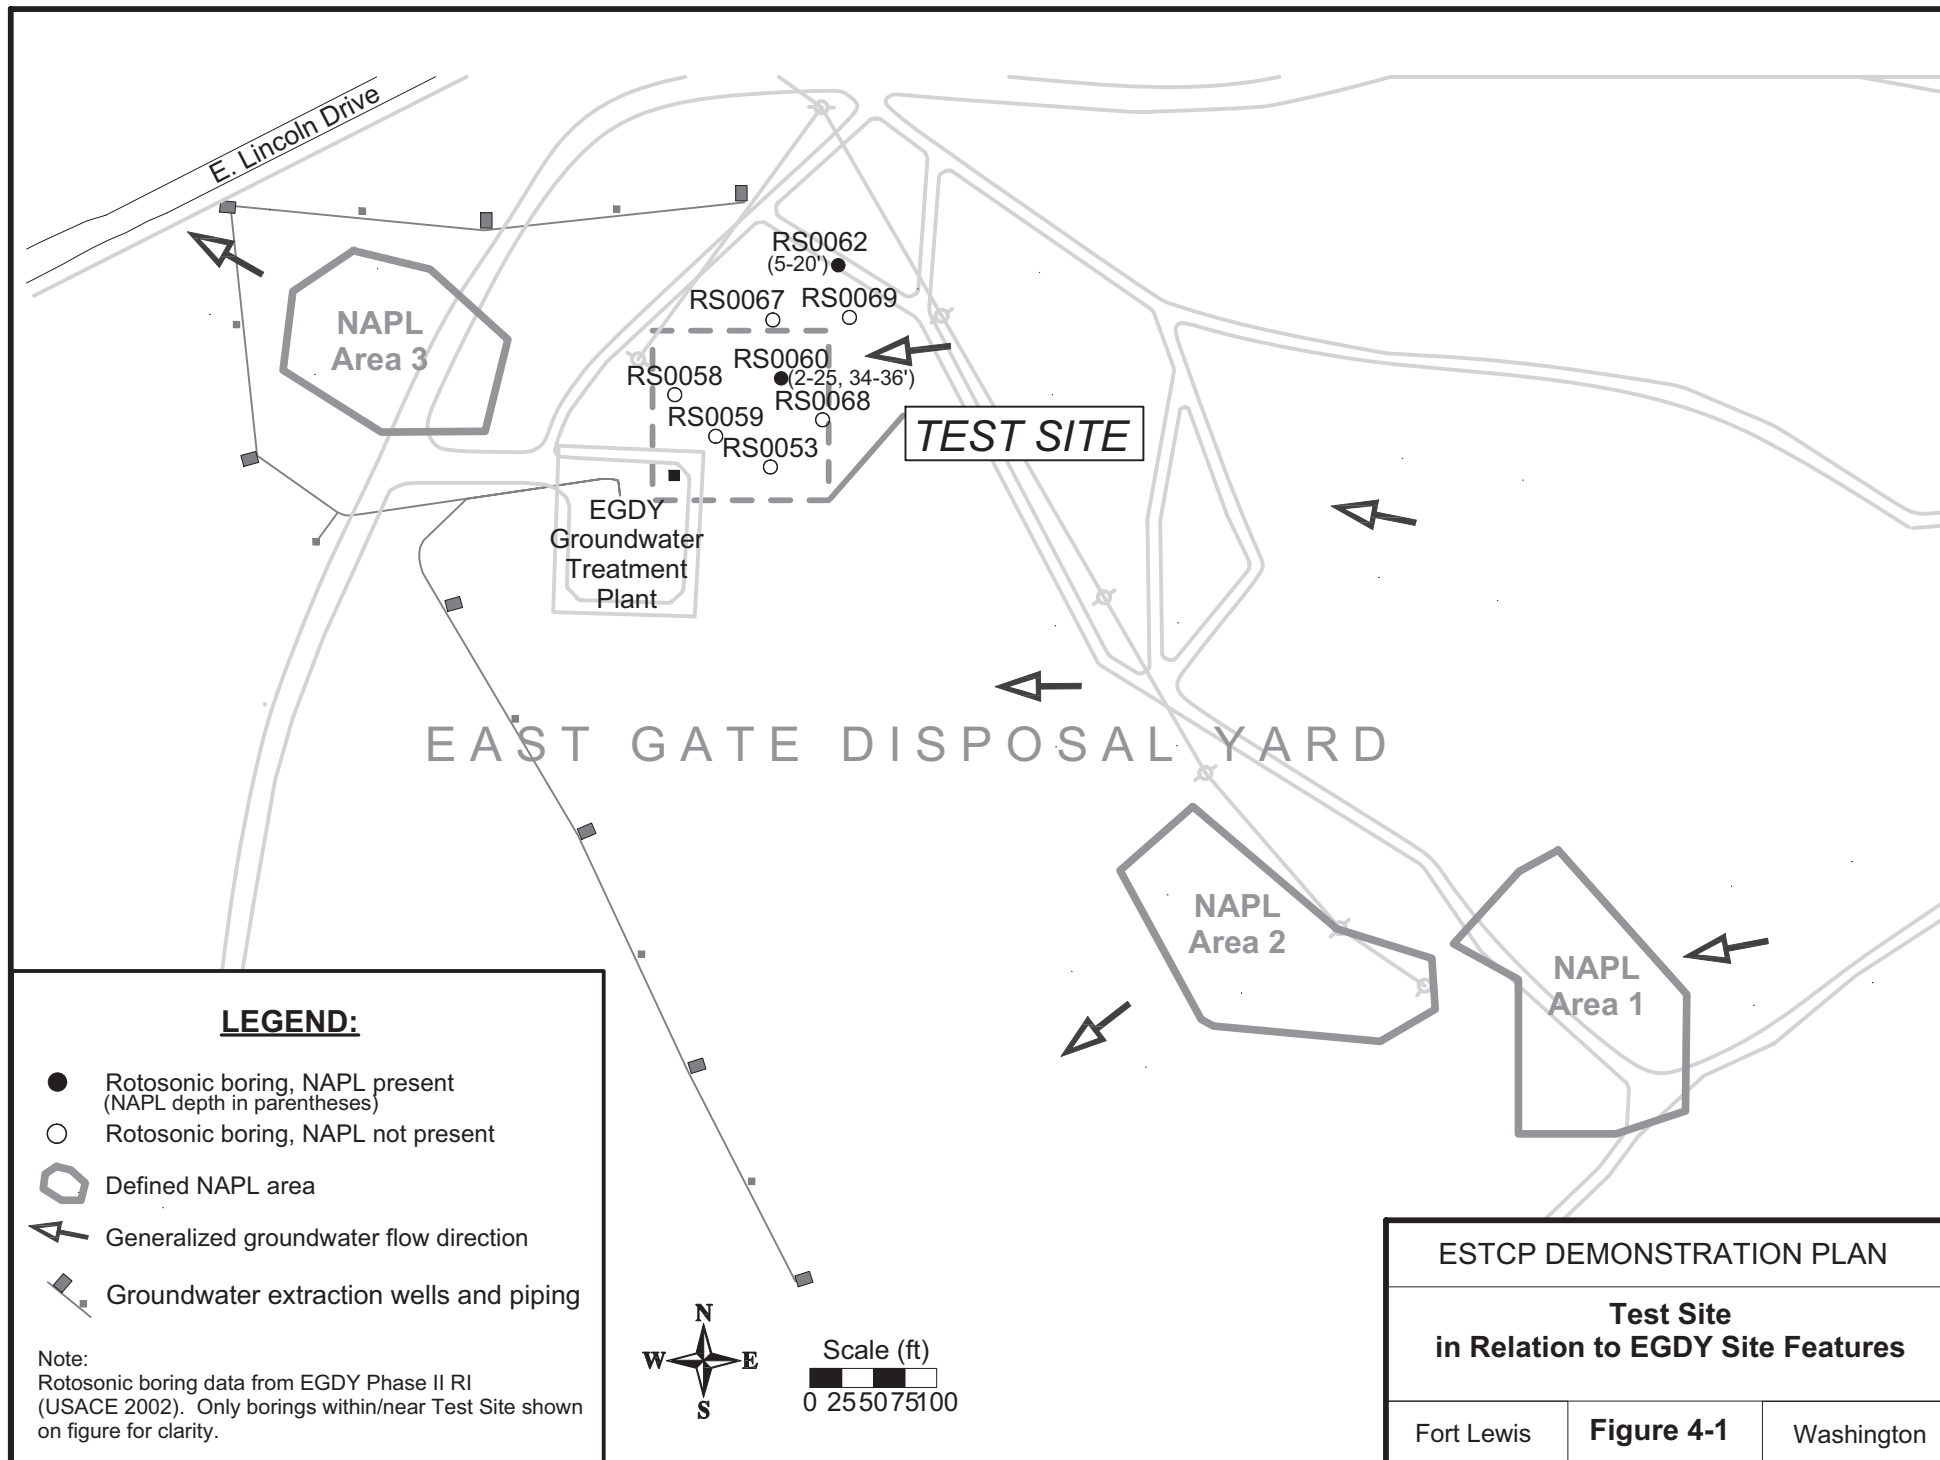 E. Lincoln Drive
RS0062
(5-20')
RS0067
RS0069
NAPL
Area 3
RS0060
(2-25, 34-36')
RS0058
RS0068
RS0059
RS0053
TEST SITE
EGDY
Groundwater
Treatment
Plant
EAST GATE DISPOSAL YARD
NAPL
Area 2
NAPL
Area 1
LEGEND:
Rotosonic boring, NAPL present
(NAPL depth in parentheses)
Rotosonic boring, NAPL not present
Defined NAPL area
Generalized groundwater flow direction
Groundwater extraction wells and piping
Note:
Rotosonic boring data from EGDY Phase II RI
(USACE 2002). Only borings within/near Test Site shown
on figure for clarity.
N
W E
S
Scale (ft)
0 25 50 75 100
ESTCP DEMONSTRATION PLAN
Test Site
in Relation to EGDY Site Features
Fort Lewis
Figure 4-1
Washington